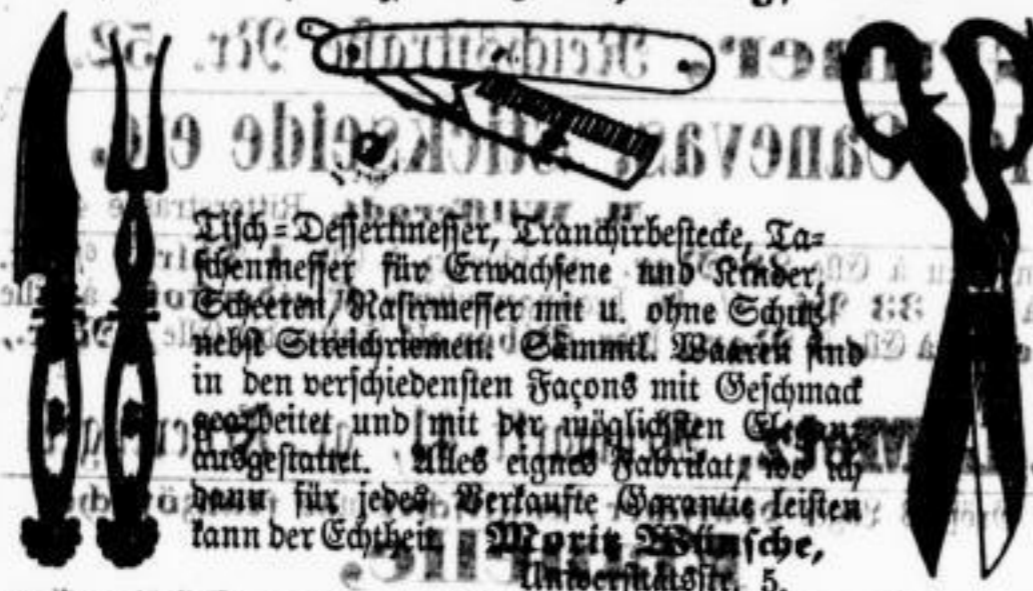 Tisch-Dessertmesser, Tranchirbestecke, Ta-
schenmesser für Erwachsene und Kinder,
Scheeren, Rasirmesser mit u. ohne Schutz
nebst Streichriemen. Sämmtl. Waaren sind
in den verschiedensten Façons mit Geschmack
gearbeitet und mit der möglichsten Eleganz
ausgestattet. Alles eignes Fabrikat, wo ich
dann für jedes Verkaufte Garantie leisten
kann der Echtheit. Moritz Wünsche,
Universitätsstr. 5.